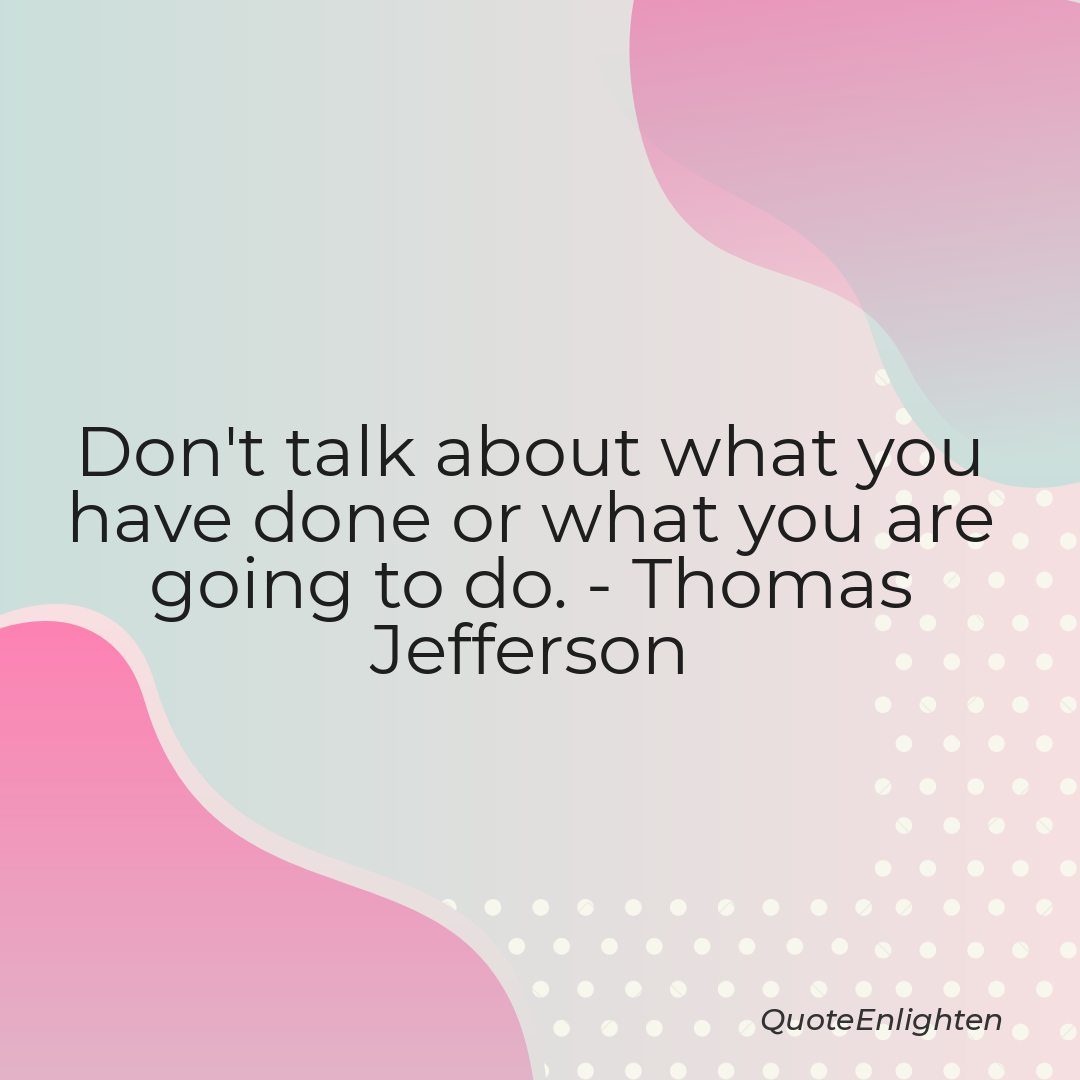 Don't talk about what you
have done or what you are
going to do. - Thomas
Jefferson
QuoteEnlighten